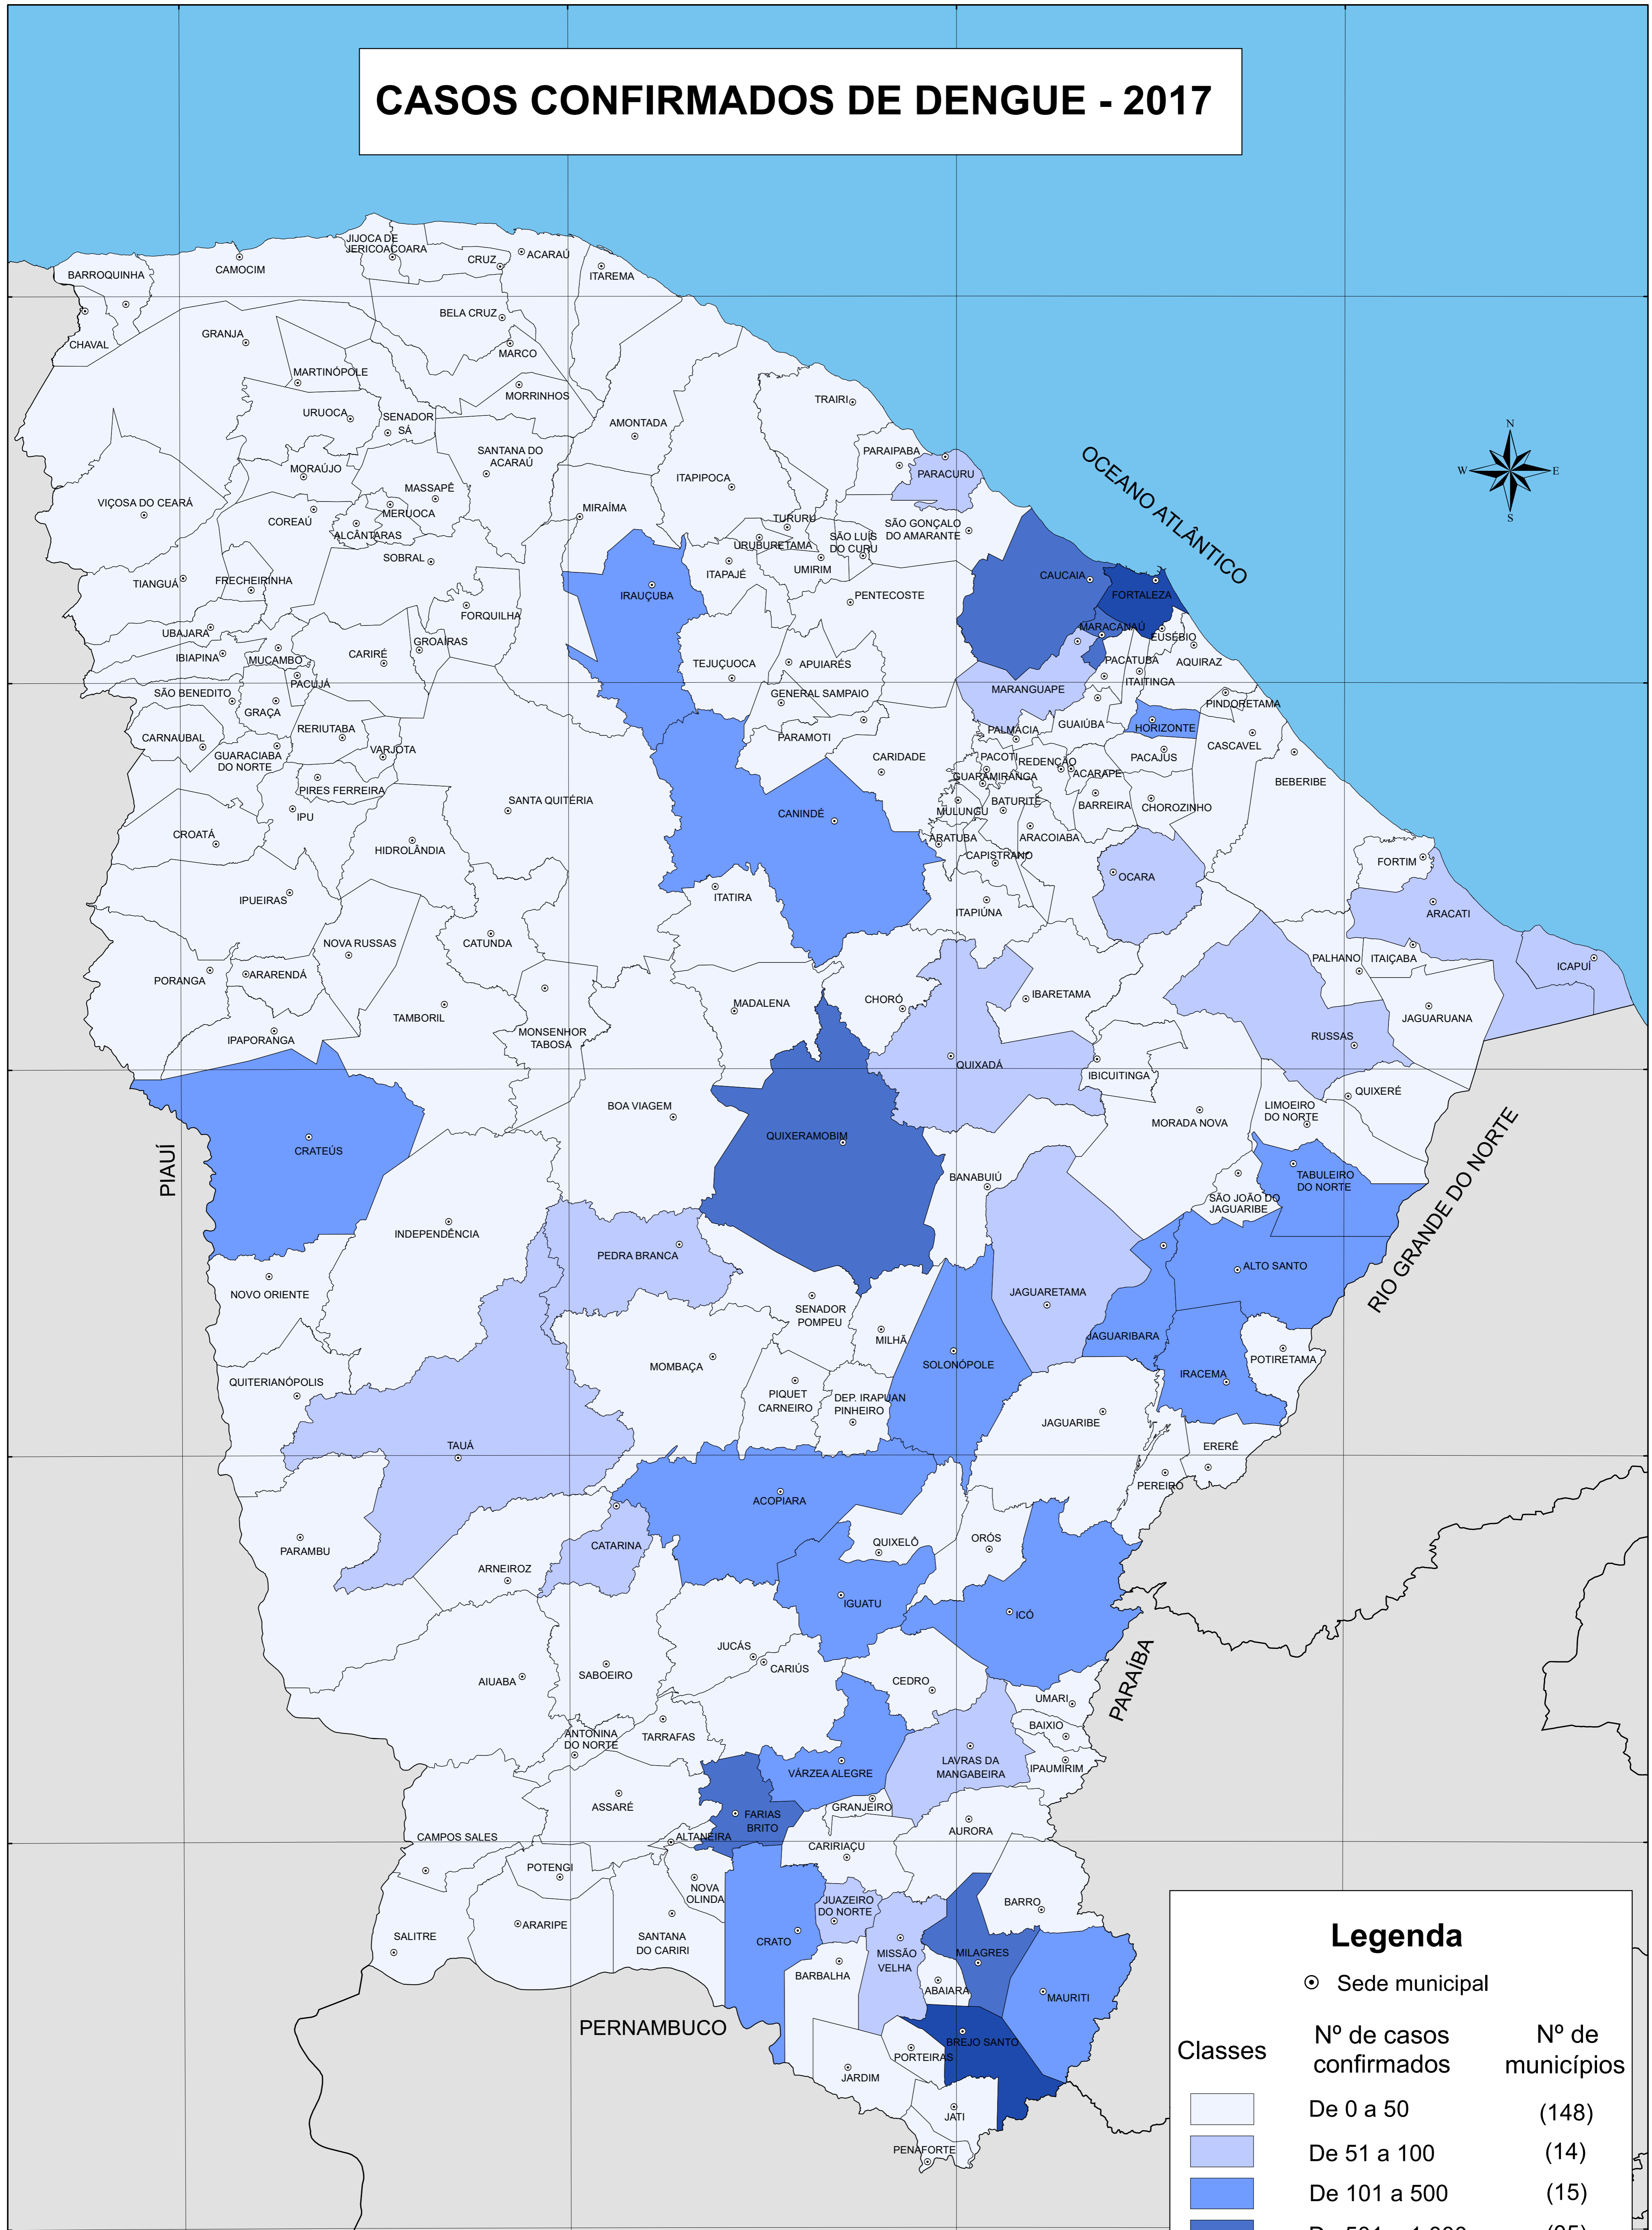 CASOS CONFIRMADOS DE DENGUE - 2017
JIJOCA DE
JERICOACOARA
CRUZ
ACARAÚ
BARROQUINHA
CAMOCIM
ITAREMA
BELA CRUZ
CHAVAL
GRANJA
MARCO
MARTINÓPOLE
MORRINHOS
TRAIRI
URUOCA
SENADOR
SÁ
AMONTADA
SANTANA DO
ACARAÚ
PARAIPABA
PARACURU
OCEANO ATLÂNTICO
N
W
E
S
MORAÚJO
ITAPIPOCA
MASSAPÊ
VIÇOSA DO CEARÁ
MERUOCA
MIRAÍMA
COREAÚ
TURURU
SÃO GONÇALO
DO AMARANTE
ALCÂNTARAS
URUBURETAMA
SÃO LUÍS
DO CURU
SOBRAL
UMIRIM
ITAPAJÉ
CAUCAIA
TIANGUÁ
FRECHEIRINHA
IRAUÇUBA
PENTECOSTE
FORTALEZA
FORQUILHA
UBAJARA
MARACANAÚ
EUSÉBIO
GROAÍRAS
IBIAPINA
MUCAMBO
CARIRÉ
TEJUÇUOCA
APUIARÉS
PACATUBA
AQUIRAZ
PACUJÁ
ITAITINGA
SÃO BENEDITO
GENERAL SAMPAIO
MARANGUAPE
GRAÇA
PINDORETAMA
RERIUTABA
GUAIÚBA
HORIZONTE
CARNAUBAL
PARAMOTI
PALMÁCIA
CASCAVEL
GUARACIABA
DO NORTE
VARJOTA
CARIDADE
PACOTI
REDENÇÃO
PACAJUS
GUARAMIRANGA
ACARAPE
BEBERIBE
PIRES FERREIRA
SANTA QUITÉRIA
BATURITÉ
BARREIRA
CHOROZINHO
IPU
CANINDÉ
MULUNGU
CROATÁ
ARATUBA
ARACOIABA
HIDROLÂNDIA
CAPISTRANO
FORTIM
OCARA
IPUEIRAS
ITATIRA
ITAPIÚNA
ARACATI
NOVA RUSSAS
CATUNDA
PALHANO
ITAIÇABA
ICAPUÍ
PORANGA
ARARENDÁ
IBARETAMA
MADALENA
CHORÓ
TAMBORIL
JAGUARUANA
IPAPORANGA
MONSENHOR
TABOSA
RUSSAS
QUIXADÁ
IBICUITINGA
QUIXERÉ
BOA VIAGEM
LIMOEIRO
DO NORTE
MORADA NOVA
QUIXERAMOBIM
CRATEÚS
PIAUÍ
BANABUIÚ
TABULEIRO
DO NORTE
SÃO JOÃO DO
JAGUARIBE
RIO GRANDE DO NORTE
INDEPENDÊNCIA
PEDRA BRANCA
ALTO SANTO
NOVO ORIENTE
JAGUARETAMA
SENADOR
POMPEU
MILHÃ
JAGUARIBARA
SOLONÓPOLE
POTIRETAMA
MOMBAÇA
IRACEMA
QUITERIANÓPOLIS
PIQUET
CARNEIRO
DEP. IRAPUAN
PINHEIRO
JAGUARIBE
TAUÁ
ERERÊ
PEREIRO
ACOPIARA
QUIXELÔ
ORÓS
CATARINA
PARAMBU
ARNEIROZ
IGUATU
ICÓ
JUCÁS
CARIÚS
SABOEIRO
AIUABA
CEDRO
PARAÍBA
UMARI
BAIXIO
ANTONINA
DO NORTE
TARRAFAS
LAVRAS DA
MANGABEIRA
IPAUMIRIM
VÁRZEA ALEGRE
ASSARÉ
GRANJEIRO
FARIAS
BRITO
AURORA
CAMPOS SALES
ALTANEIRA
CARIRIAÇU
POTENGI
NOVA
OLINDA
BARRO
JUAZEIRO
DO NORTE
ARARIPE
SALITRE
SANTANA
DO CARIRI
CRATO
MISSÃO
VELHA
MILAGRES
BARBALHA
ABAIARA
MAURITI
PERNAMBUCO
BREJO SANTO
PORTEIRAS
JARDIM
JATI
PENAFORTE
Legenda
Sede municipal
Classes
Nº de casos
confirmados
Nº de
municípios
De 0 a 50
(148)
De 51 a 100
(14)
De 101 a 500
(15)